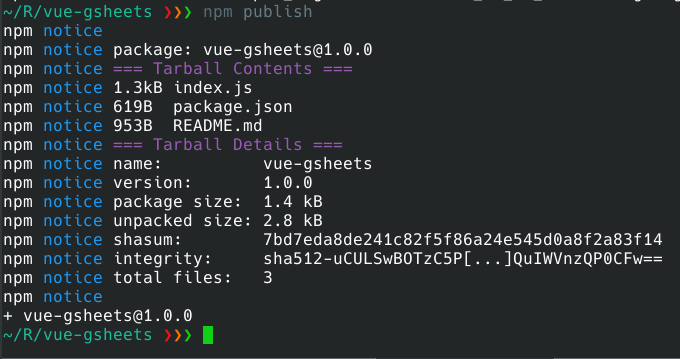 ~/R/vue-gsheets ❯❯❯ npm publish
npm notice
npm notice package: vue-gsheets@1.0.0
npm notice === Tarball Contents ===
npm notice 1.3kB index.js
npm notice 619B  package.json
npm notice 953B  README.md
npm notice === Tarball Details ===
npm notice name:          vue-gsheets
npm notice version:       1.0.0
npm notice package size:  1.4 kB
npm notice unpacked size: 2.8 kB
npm notice shasum:        7bd7eda8de241c82f5f86a24e545d0a8f2a83f14
npm notice integrity:     sha512-uCULSwBOTzC5P[...]QuIWVnzQP0CFw==
npm notice total files:   3
npm notice
+ vue-gsheets@1.0.0
~/R/vue-gsheets ❯❯❯